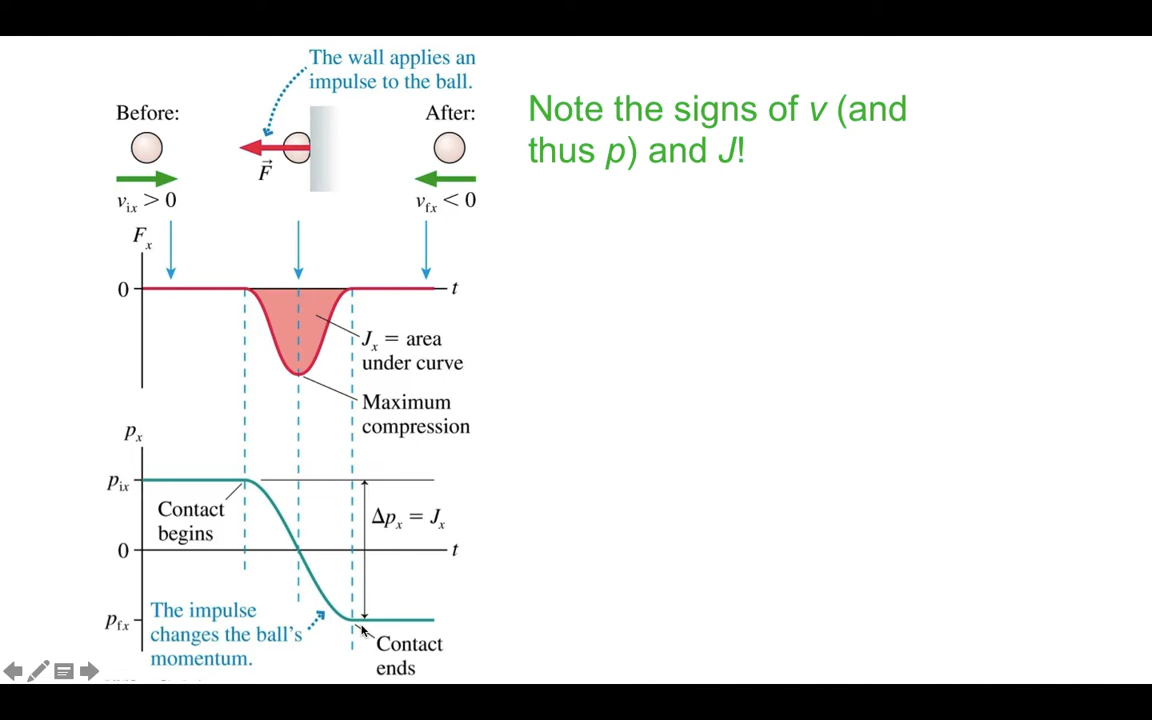 The wall applies an
impulse to the ball.
Before:
After:
Note the signs of v (and
thus p) and J!
F⃗
vix > 0
vfx < 0
Fx
0
t
Jx = area
under curve
Maximum
compression
px
pix
Contact
begins
Δpx = Jx
0
t
The impulse
changes the ball's
momentum.
pfx
Contact
ends